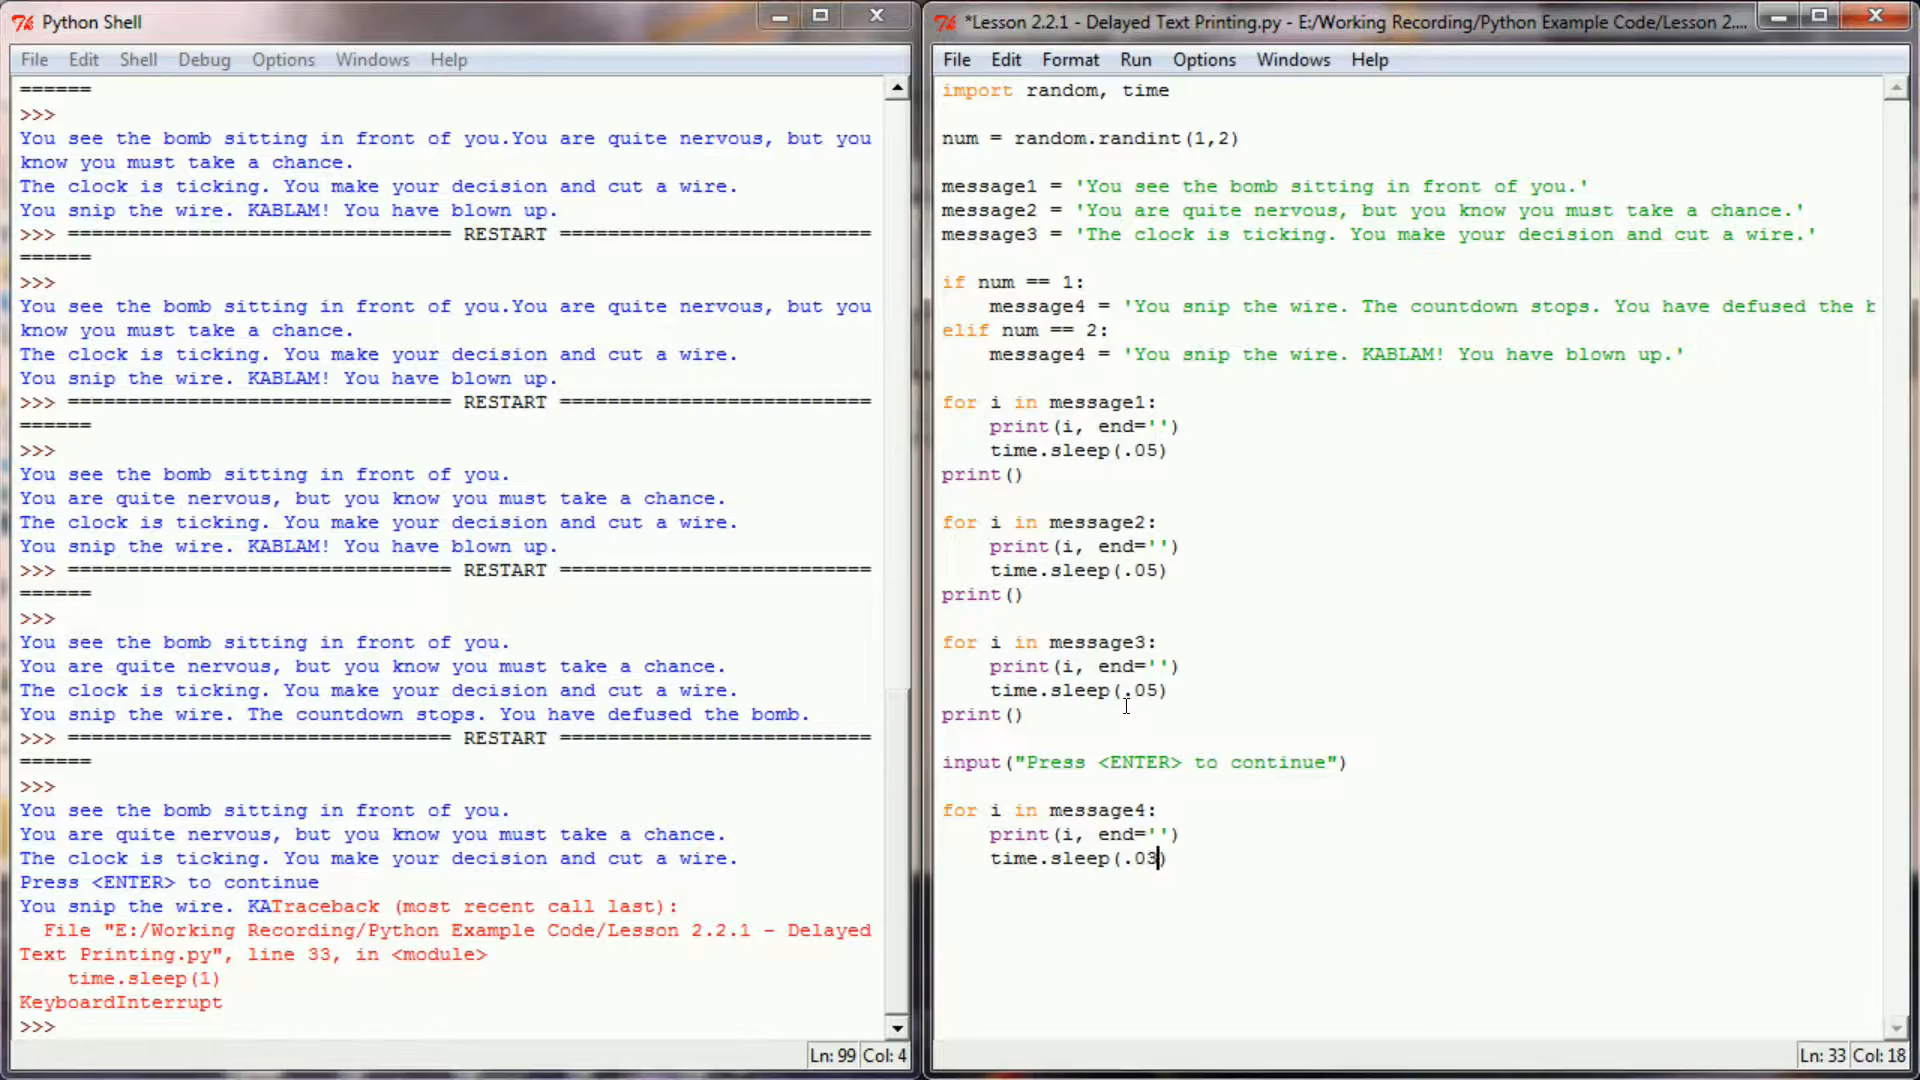 Python Shell
File Edit Shell Debug Options Windows Help
======
>>>
You see the bomb sitting in front of you.You are quite nervous, but you
know you must take a chance.
The clock is ticking. You make your decision and cut a wire.
You snip the wire. KABLAM! You have blown up.
>>> ================================ RESTART ==========================
======
>>>
You see the bomb sitting in front of you.You are quite nervous, but you
know you must take a chance.
The clock is ticking. You make your decision and cut a wire.
You snip the wire. KABLAM! You have blown up.
>>> ================================ RESTART ==========================
======
>>>
You see the bomb sitting in front of you.
You are quite nervous, but you know you must take a chance.
The clock is ticking. You make your decision and cut a wire.
You snip the wire. KABLAM! You have blown up.
>>> ================================ RESTART ==========================
======
>>>
You see the bomb sitting in front of you.
You are quite nervous, but you know you must take a chance.
The clock is ticking. You make your decision and cut a wire.
You snip the wire. The countdown stops. You have defused the bomb.
>>> ================================ RESTART ==========================
======
>>>
You see the bomb sitting in front of you.
You are quite nervous, but you know you must take a chance.
The clock is ticking. You make your decision and cut a wire.
Press <ENTER> to continue
You snip the wire. KATraceback (most recent call last):
  File "E:/Working Recording/Python Example Code/Lesson 2.2.1 - Delayed
Text Printing.py", line 33, in <module>
    time.sleep(1)
KeyboardInterrupt
>>>
Ln: 99 Col: 4
*Lesson 2.2.1 - Delayed Text Printing.py - E:/Working Recording/Python Example Code/Lesson 2....
File Edit Format Run Options Windows Help
import random, time
num = random.randint(1,2)
message1 = 'You see the bomb sitting in front of you.'
message2 = 'You are quite nervous, but you know you must take a chance.'
message3 = 'The clock is ticking. You make your decision and cut a wire.'
if num == 1:
    message4 = 'You snip the wire. The countdown stops. You have defused the b
elif num == 2:
    message4 = 'You snip the wire. KABLAM! You have blown up.'
for i in message1:
    print(i, end='')
    time.sleep(.05)
print()
for i in message2:
    print(i, end='')
    time.sleep(.05)
print()
for i in message3:
    print(i, end='')
    time.sleep(.05)
print()
input("Press <ENTER> to continue")
for i in message4:
    print(i, end='')
    time.sleep(.03)
Ln: 33 Col: 18